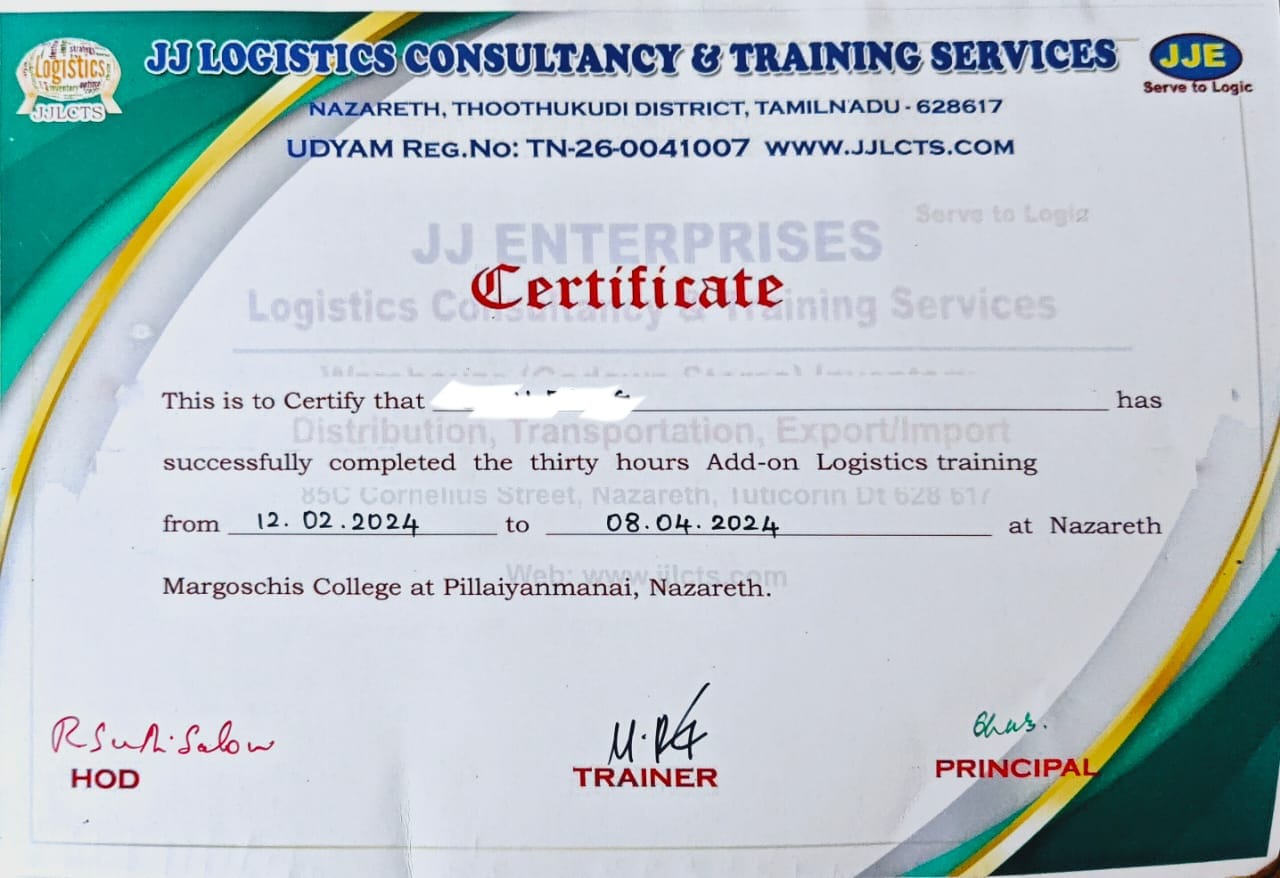 Logistics
JJLCTS
JJ LOGISTICS CONSULTANCY & TRAINING SERVICES
JJE
Serve to Logic
NAZARETH, THOOTHUKUDI DISTRICT, TAMILNADU - 628617
UDYAM REG.NO: TN-26-0041007 WWW.JJLCTS.COM
Serve to Logic
JJ ENTERPRISES
Certificate
Logistics Consultancy & Training Services
This is to Certify that has
Distribution, Transportation, Export/Import
successfully completed the thirty hours Add-on Logistics training
85C Cornelius Street, Nazareth, Tuticorin Dt 628 617
from 12.02.2024 to 08.04.2024 at Nazareth
Web: www.jjlcts.com
Margoschis College at Pillaiyanmanai, Nazareth.
HOD
TRAINER
PRINCIPAL